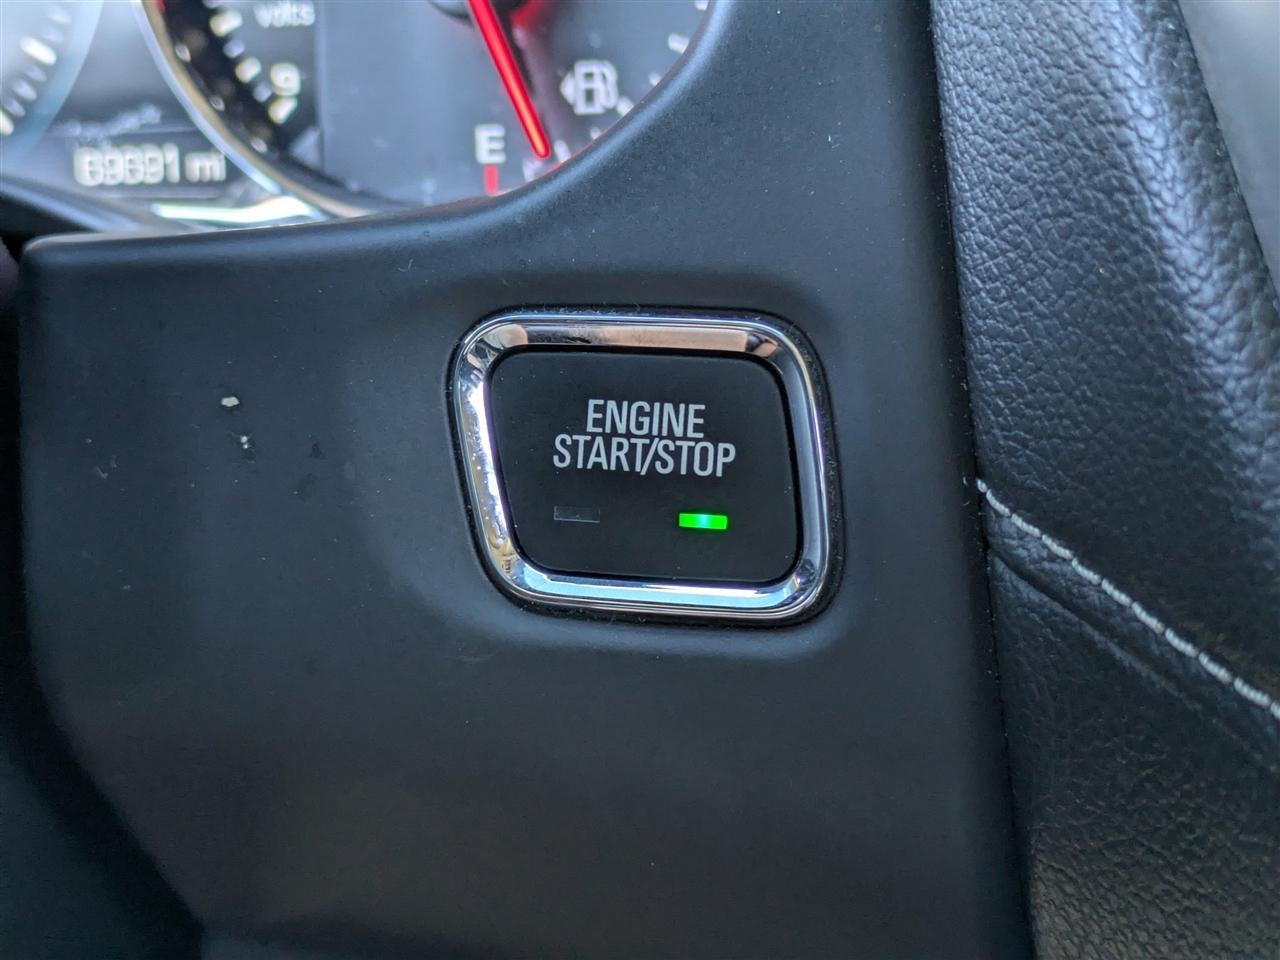 volts
9
E
69691 mi
ENGINE
START/STOP